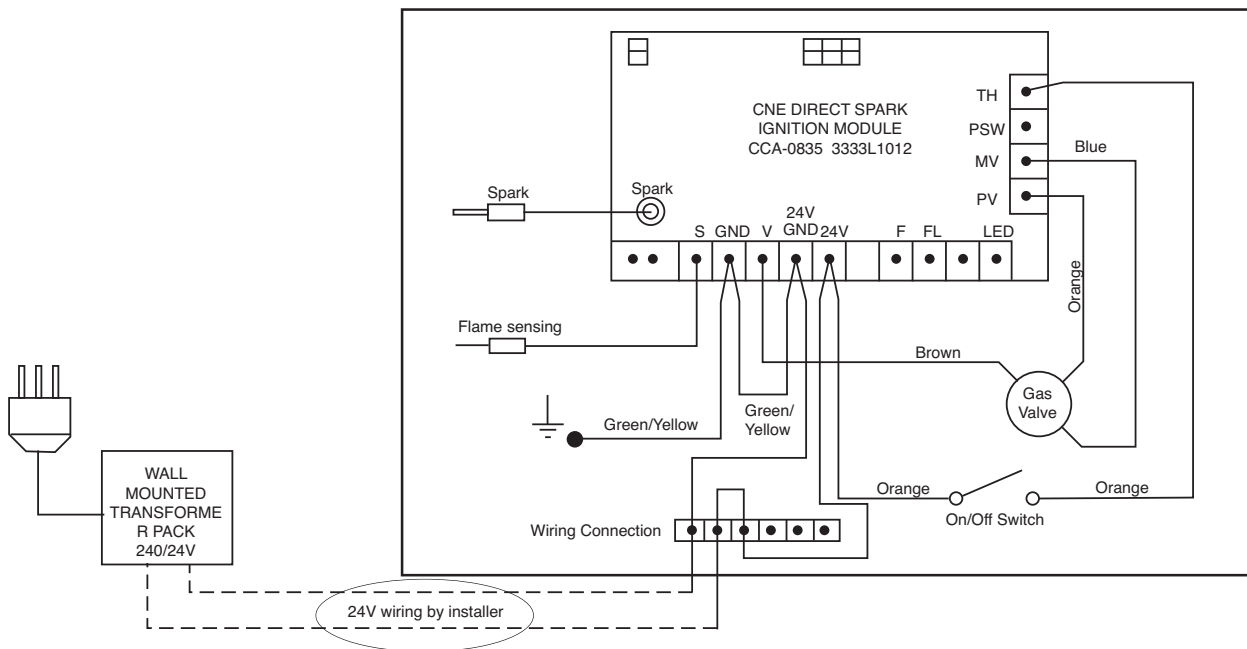 CNE DIRECT SPARK
IGNITION MODULE
CCA-0835 3333L1012
TH
PSW
MV
PV
Blue
Spark
Spark
S
GND
V
24V
GND
24V
F
FL
LED
Orange
Flame sensing
Brown
Gas
Valve
Green/Yellow
Green/
Yellow
WALL
MOUNTED
TRANSFORME
R PACK
240/24V
Orange
Orange
On/Off Switch
Wiring Connection
24V wiring by installer